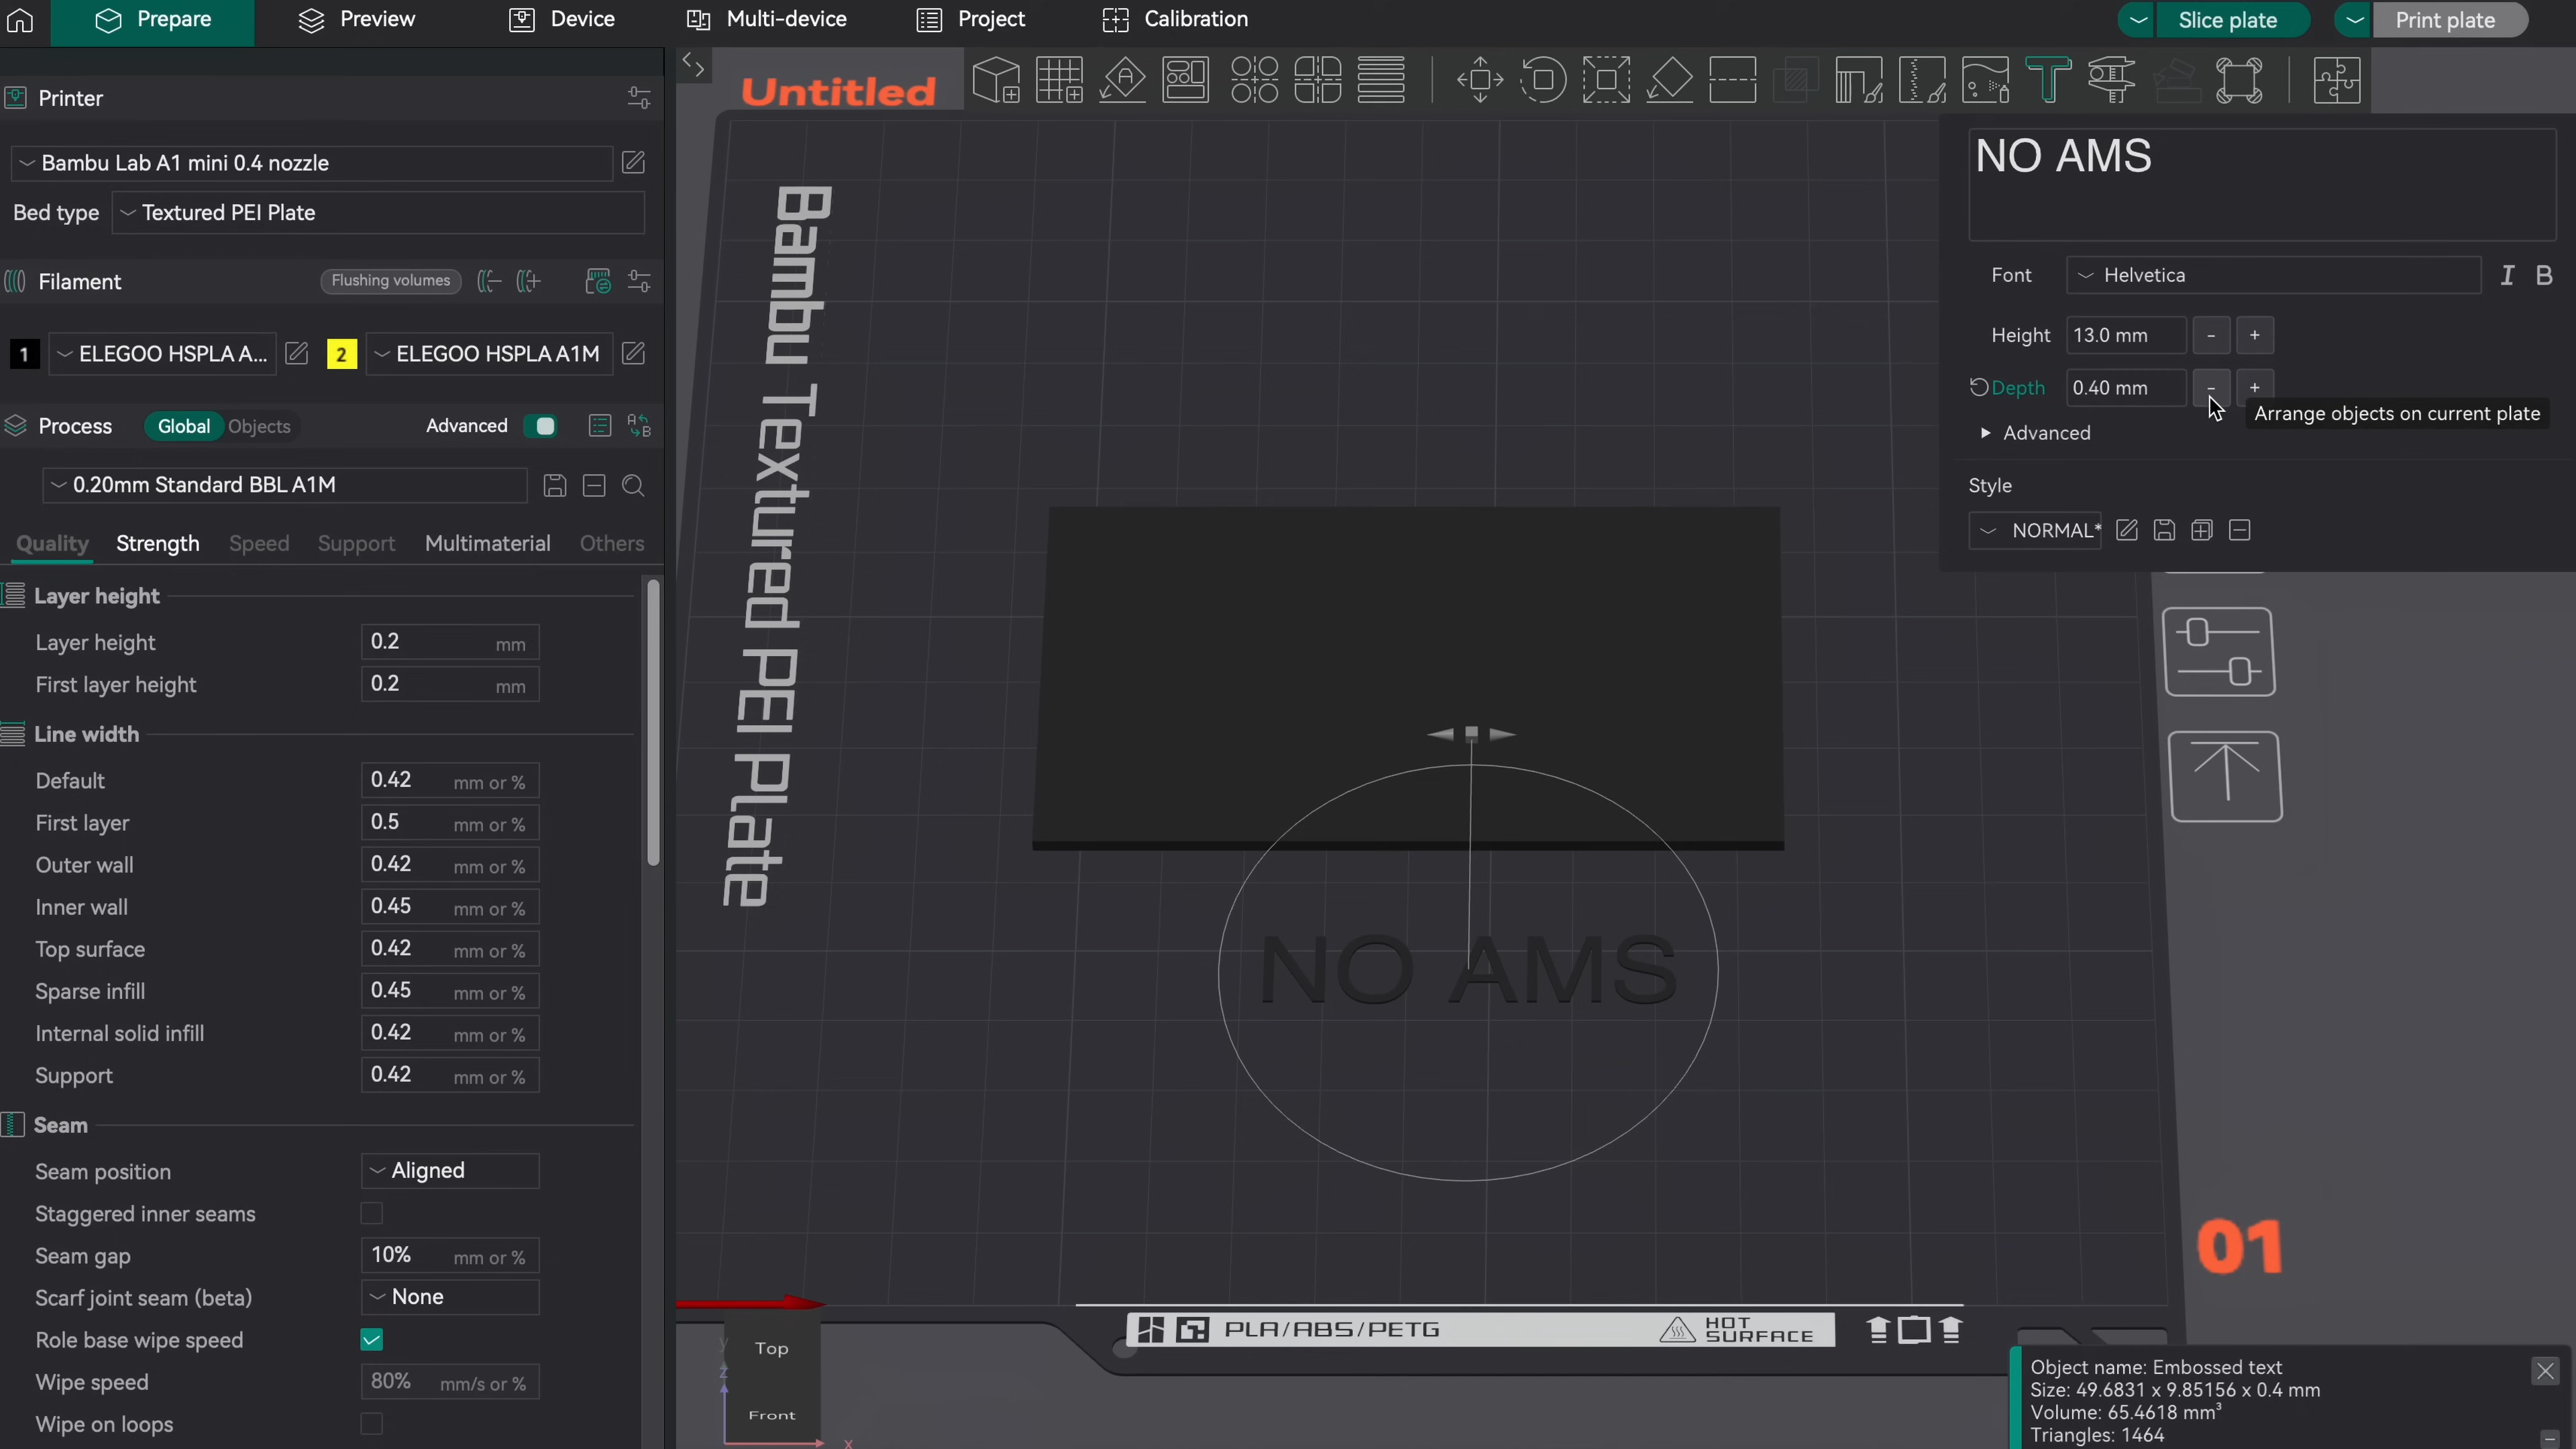 Prepare
Preview
Device
Multi-device
Project
Calibration
Slice plate
Print plate
Printer
Bambu Lab A1 mini 0.4 nozzle
Bed type
Textured PEI Plate
Filament
Flushing volumes
1
ELEGOO HSPLA A...
2
ELEGOO HSPLA A1M
Process
Global
Objects
Advanced
0.20mm Standard BBL A1M
Quality
Strength
Speed
Support
Multimaterial
Others
Layer height
Layer height 0.2 mm
First layer height 0.2 mm
Line width
Default 0.42 mm or %
First layer 0.5 mm or %
Outer wall 0.42 mm or %
Inner wall 0.45 mm or %
Top surface 0.42 mm or %
Sparse infill 0.45 mm or %
Internal solid infill 0.42 mm or %
Support 0.42 mm or %
Seam
Seam position Aligned
Staggered inner seams
Seam gap 10% mm or %
Scarf joint seam (beta) None
Role base wipe speed
Wipe speed 80% mm/s or %
Wipe on loops
Untitled
Bambu Textured PEI Plate
NO AMS
PLA/ABS/PETG
HOT
SURFACE
01
y
z
Top
Front
x
NO AMS
Font Helvetica I B
Height 13.0 mm - +
Depth 0.40 mm - +
Arrange objects on current plate
Advanced
Style
NORMAL*
Object name: Embossed text
Size: 49.6831 x 9.85156 x 0.4 mm
Volume: 65.4618 mm³
Triangles: 1464